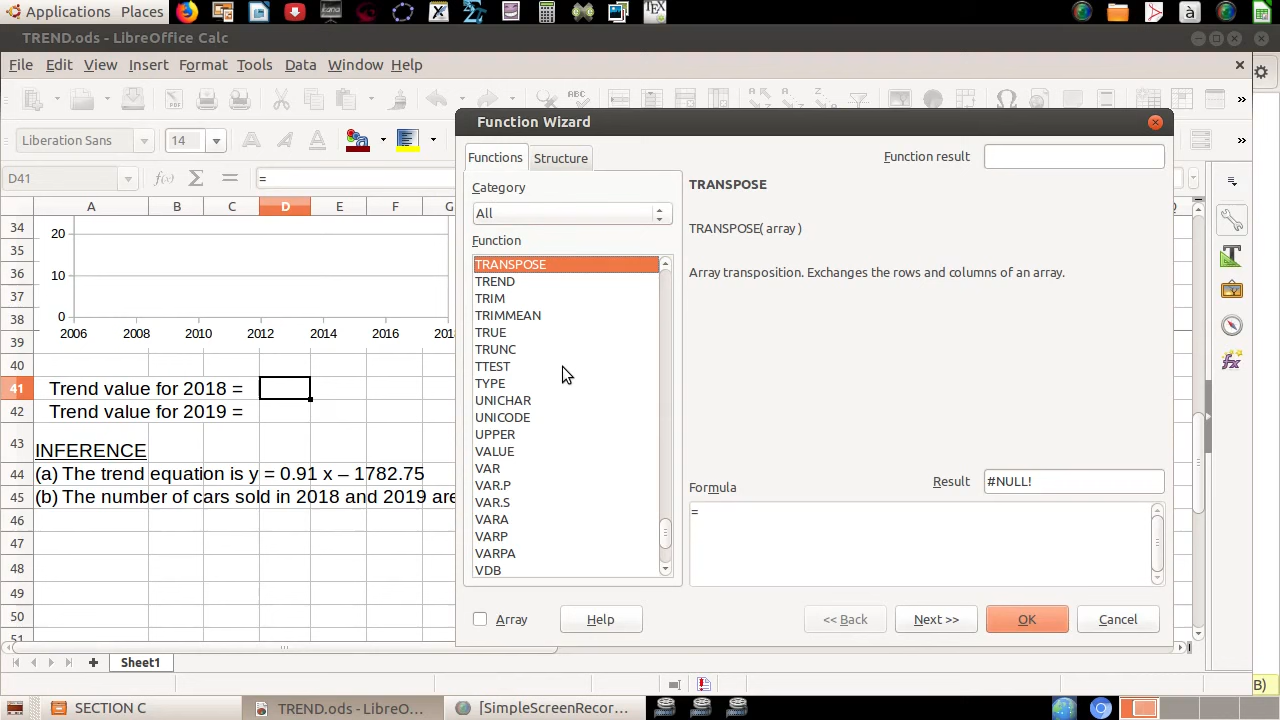 Applications Places
TREND.ods - LibreOffice Calc
File Edit View Insert Format Tools Data Window Help
Liberation Sans 14
D41 =
A B C D E F G
34 20
35
36 10
37
38 0
39 2006 2008 2010 2012 2014 2016
40
41 Trend value for 2018 =
42 Trend value for 2019 =
43 INFERENCE
44 (a) The trend equation is y = 0.91 x – 1782.75
45 (b) The number of cars sold in 2018 and 2019 are
46
47
48
49
50
51
Sheet1
Function Wizard
Functions Structure
Category
All
Function
TRANSPOSE
TREND
TRIM
TRIMMEAN
TRUE
TRUNC
TTEST
TYPE
UNICHAR
UNICODE
UPPER
VALUE
VAR
VAR.P
VAR.S
VARA
VARP
VARPA
VDB
Function result
TRANSPOSE
TRANSPOSE( array )
Array transposition. Exchanges the rows and columns of an array.
Formula Result #NULL!
=
Array Help << Back Next >> OK Cancel
B)
SECTION C TREND.ods - LibreO... [SimpleScreenRecor...